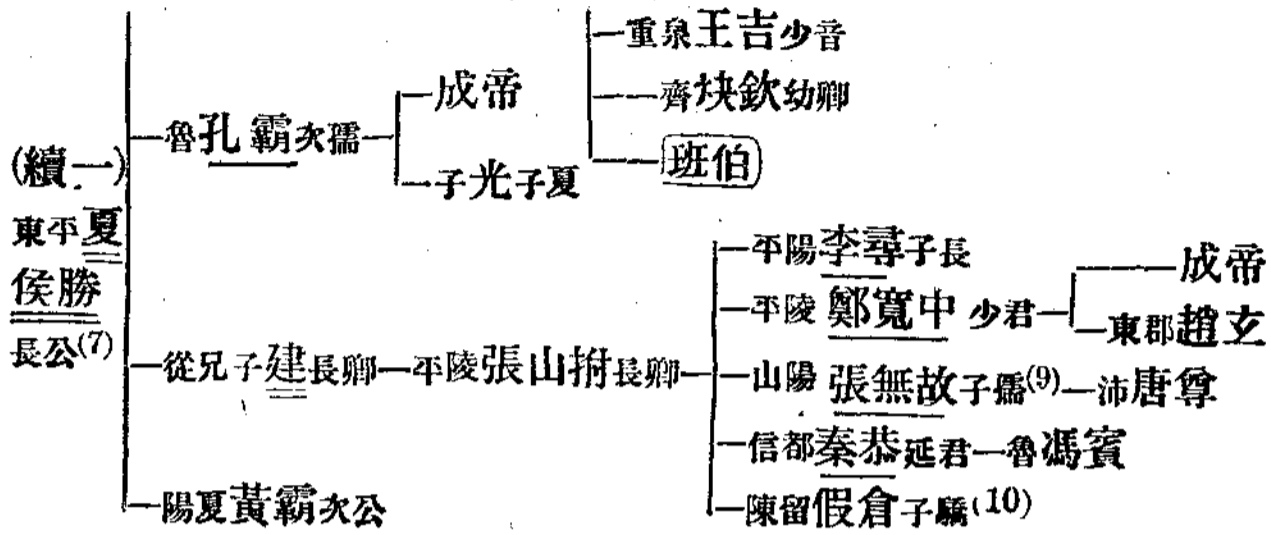 重泉王吉少音
齊炔欽幼卿
班伯
(續一)
東平夏
侯勝
長公(7)
魯孔霸次孺
成帝
子光子夏
從兄子建長卿
平陵張山拊長卿
平陽李尋子長
平陵鄭寬中少君
成帝
東郡趙玄
山陽張無故子儒(9)
沛唐尊
信都秦恭延君
魯馮賓
陳留假倉子驕(10)
陽夏黃霸次公